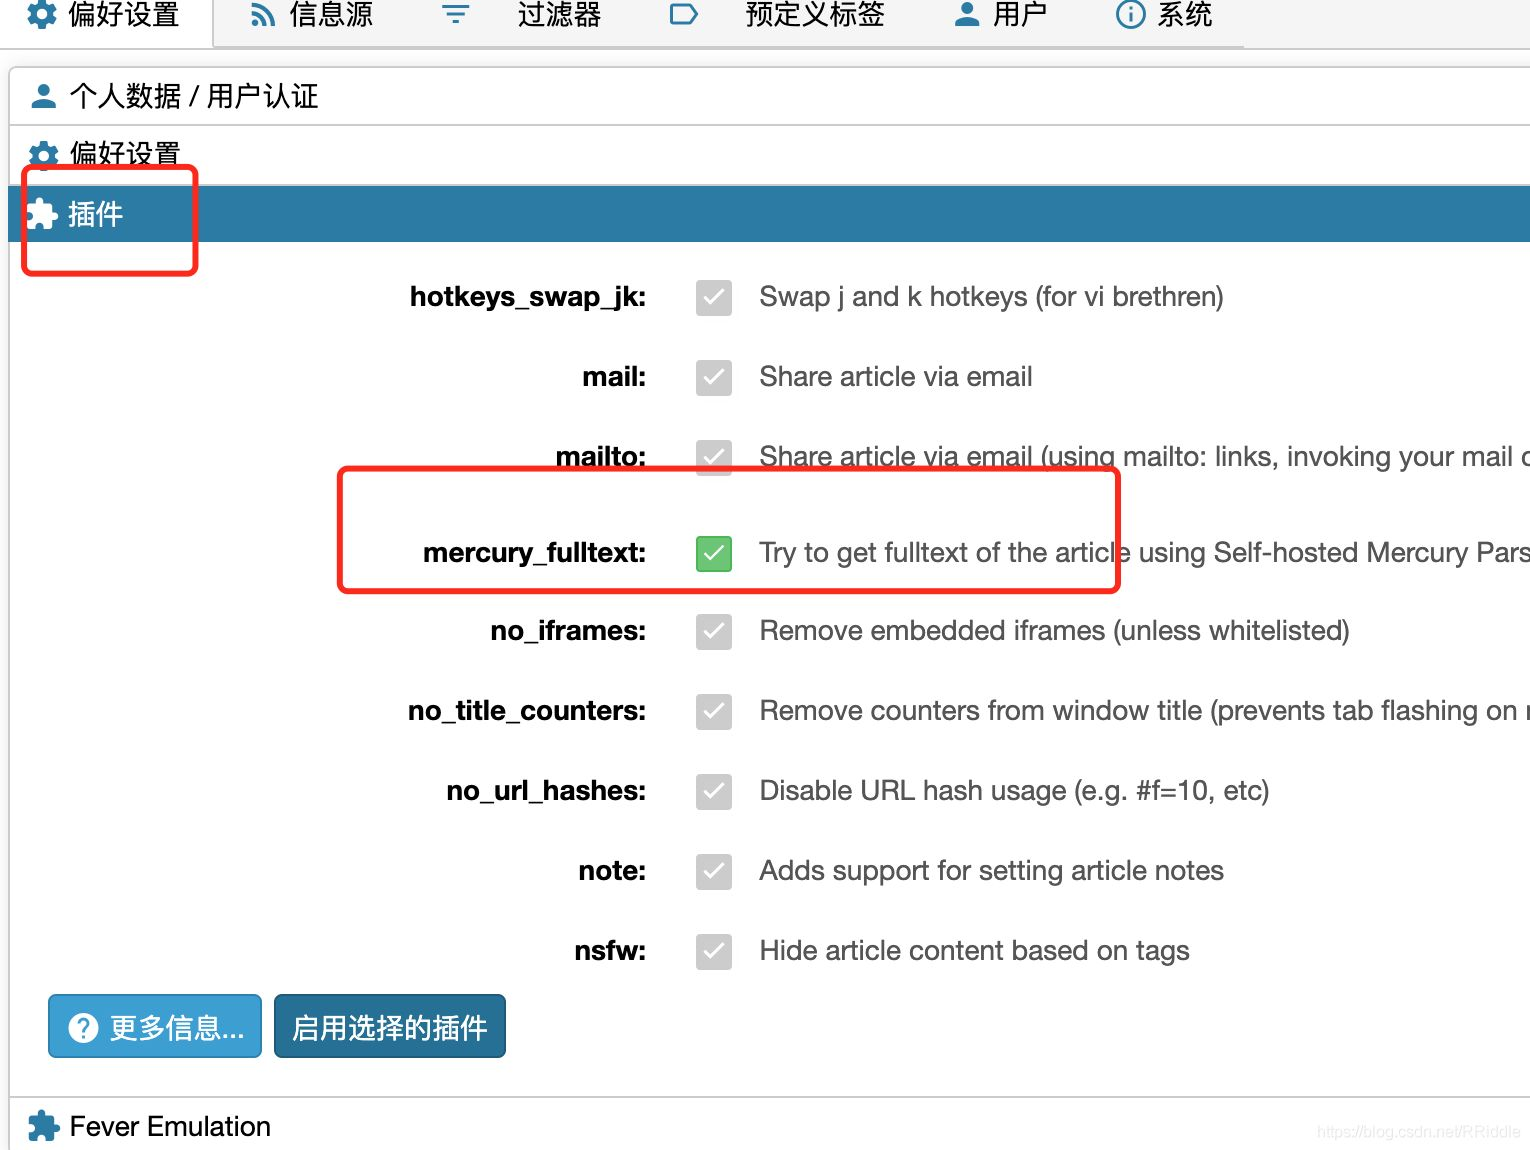 偏好设置 信息源 过滤器 预定义标签 用户 系统
个人数据 / 用户认证
偏好设置
插件
hotkeys_swap_jk: Swap j and k hotkeys (for vi brethren)
mail: Share article via email
mailto: Share article via email (using mailto: links, invoking your mail
mercury_fulltext: Try to get fulltext of the article using Self-hosted Mercury Pars
no_iframes: Remove embedded iframes (unless whitelisted)
no_title_counters: Remove counters from window title (prevents tab flashing on
no_url_hashes: Disable URL hash usage (e.g. #f=10, etc)
note: Adds support for setting article notes
nsfw: Hide article content based on tags
更多信息... 启用选择的插件
Fever Emulation
https://blog.csdn.net/RRiddle